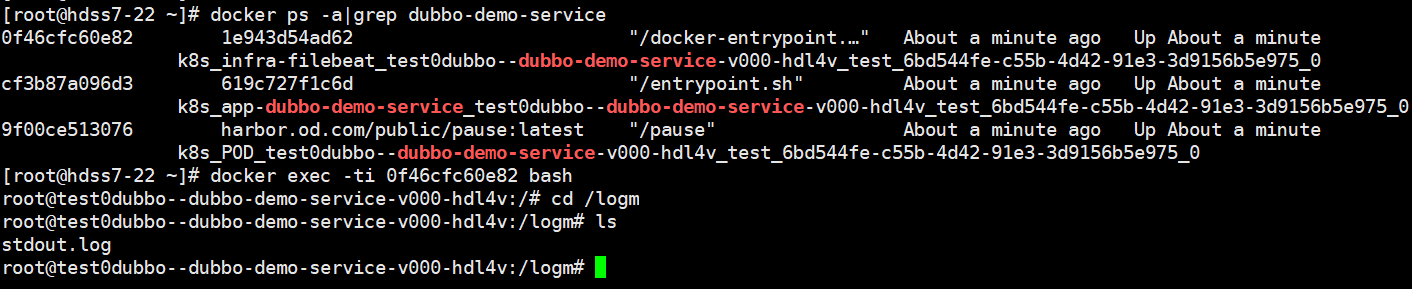 [root@hdss7-22 ~]# docker ps -a|grep dubbo-demo-service
0f46cfc60e82        1e943d54ad62                         "/docker-entrypoint.…"   About a minute ago   Up About a minute
                k8s_infra-filebeat_test0dubbo--dubbo-demo-service-v000-hdl4v_test_6bd544fe-c55b-4d42-91e3-3d9156b5e975_0
cf3b87a096d3        619c727f1c6d                         "/entrypoint.sh"         About a minute ago   Up About a minute
                k8s_app-dubbo-demo-service_test0dubbo--dubbo-demo-service-v000-hdl4v_test_6bd544fe-c55b-4d42-91e3-3d9156b5e975_0
9f00ce513076        harbor.od.com/public/pause:latest    "/pause"                 About a minute ago   Up About a minute
                k8s_POD_test0dubbo--dubbo-demo-service-v000-hdl4v_test_6bd544fe-c55b-4d42-91e3-3d9156b5e975_0
[root@hdss7-22 ~]# docker exec -ti 0f46cfc60e82 bash
root@test0dubbo--dubbo-demo-service-v000-hdl4v:/# cd /logm
root@test0dubbo--dubbo-demo-service-v000-hdl4v:/logm# ls
stdout.log
root@test0dubbo--dubbo-demo-service-v000-hdl4v:/logm#